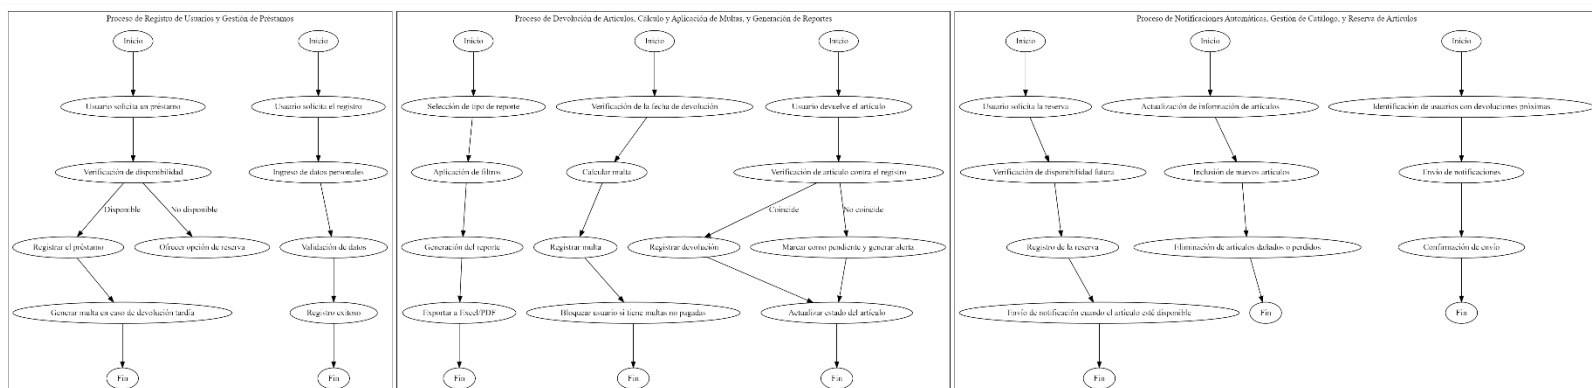 Proceso de Registro de Usuarios y Gestión de Préstamos
Inicio
Usuario solicita un préstamo
Verificación de disponibilidad
Disponible
No disponible
Registrar el préstamo
Ofrecer opción de reserva
Generar multa en caso de devolución tardía
Fin
Inicio
Usuario solicita el registro
Ingreso de datos personales
Validación de datos
Registro exitoso
Fin
Proceso de Devolución de Artículos, Cálculo y Aplicación de Multas, y Generación de Reportes
Inicio
Selección de tipo de reporte
Aplicación de filtros
Generación del reporte
Exportar a Excel/PDF
Fin
Inicio
Verificación de la fecha de devolución
Calcular multa
Registrar multa
Bloquear usuario si tiene multas no pagadas
Fin
Inicio
Usuario devuelve el artículo
Verificación de artículo contra el registro
Coincide
No coincide
Registrar devolución
Marcar como pendiente y generar alerta
Actualizar estado del artículo
Fin
Proceso de Notificaciones Automáticas, Gestión de Catálogo, y Reserva de Artículos
Inicio
Usuario solicita la reserva
Verificación de disponibilidad futura
Registro de la reserva
Envío de notificación cuando el artículo esté disponible
Fin
Inicio
Actualización de información de artículos
Inclusión de nuevos artículos
Eliminación de artículos dañados o perdidos
Fin
Inicio
Identificación de usuarios con devoluciones próximas
Envío de notificaciones
Confirmación de envío
Fin